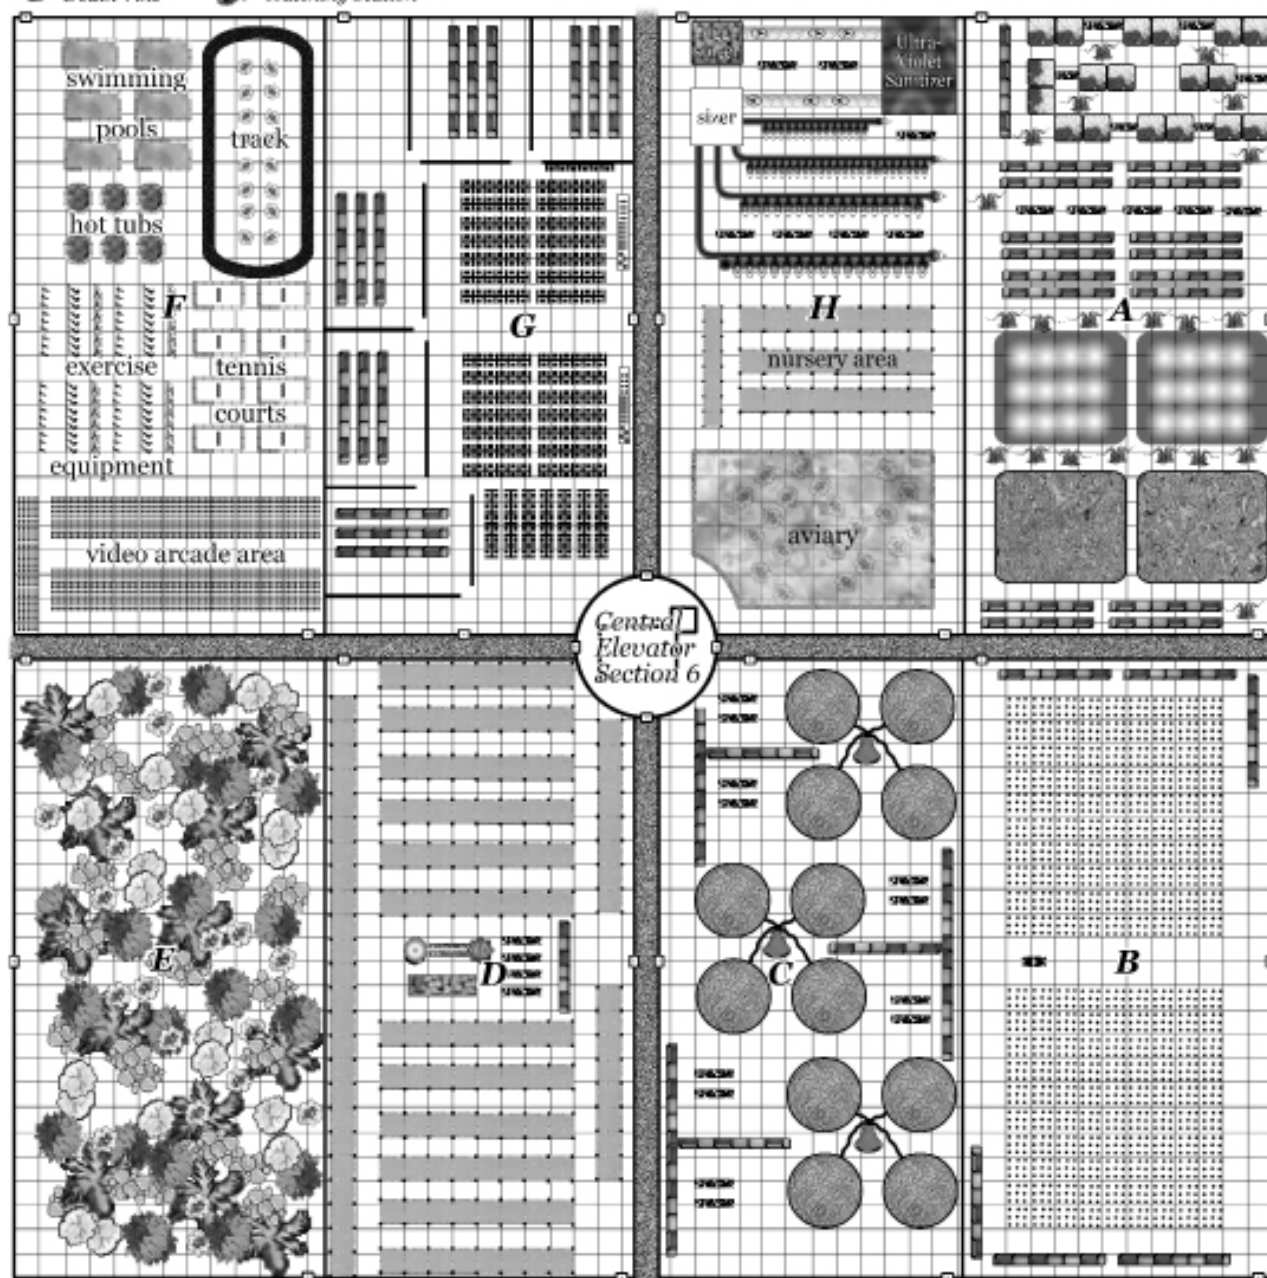 swimming
pools
track
hot tubs
F
exercise
tennis
courts
equipment
video arcade area
G
Ultra-
Violet
Sanitizer
sizer
H
nursery area
aviary
A
Central
Elevator
Section 6
E
D
C
B